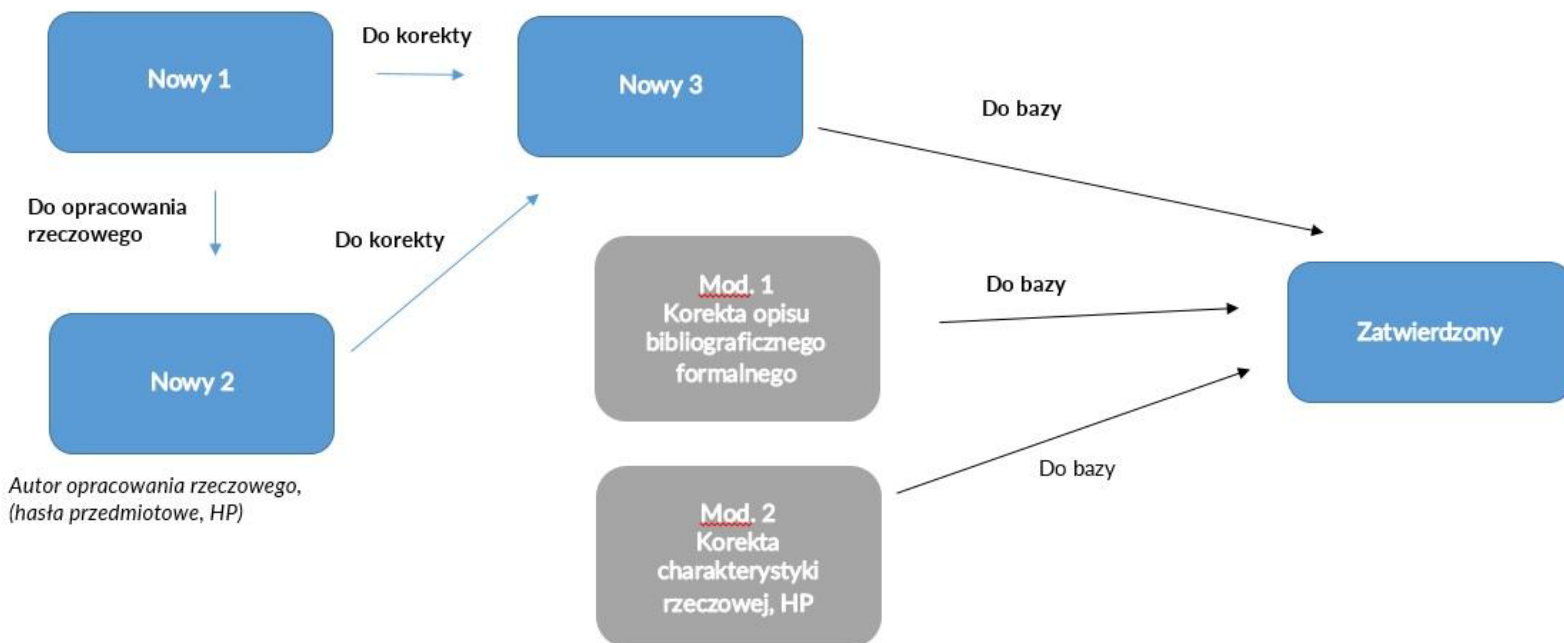 Nowy 1
Do korekty
Nowy 3
Do bazy
Do opracowania
rzeczowego
Do korekty
Nowy 2
Autor opracowania rzeczowego,
(hasła przedmiotowe, HP)
Mod. 1
Korekta opisu
bibliograficznego
formalnego
Do bazy
Zatwierdzony
Mod. 2
Korekta
charakterystyki
rzeczowej, HP
Do bazy